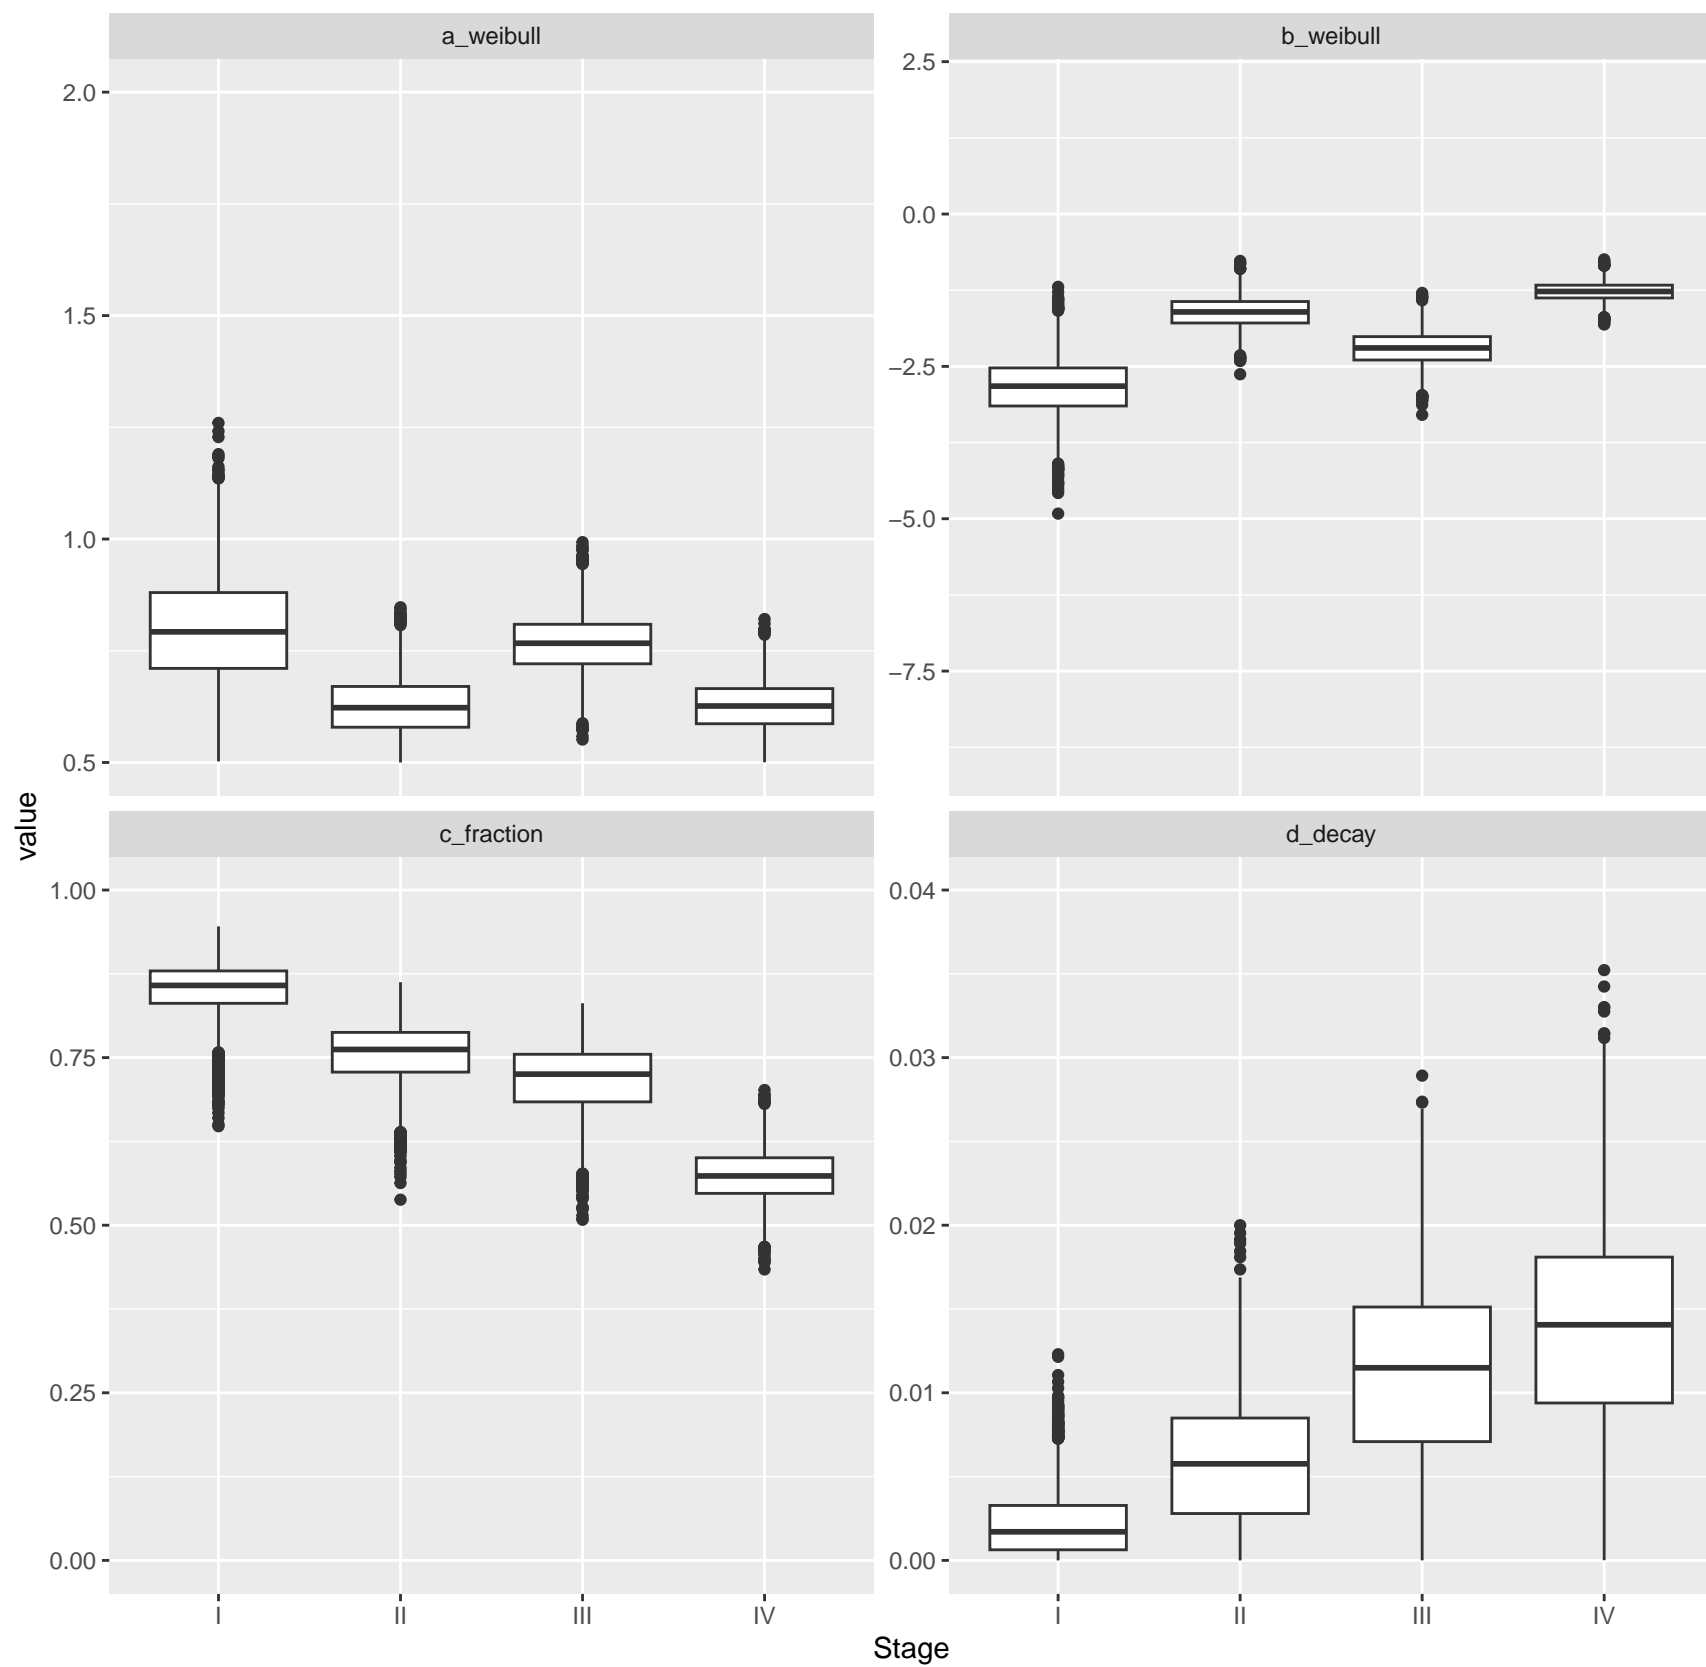 a_weibull
b_weibull
2.0
1.5
1.0
0.5
2.5
0.0
−2.5
−5.0
−7.5
value
c_fraction
d_decay
1.00
0.75
0.50
0.25
0.00
0.04
0.03
0.02
0.01
0.00
I II III IV
I II III IV
Stage